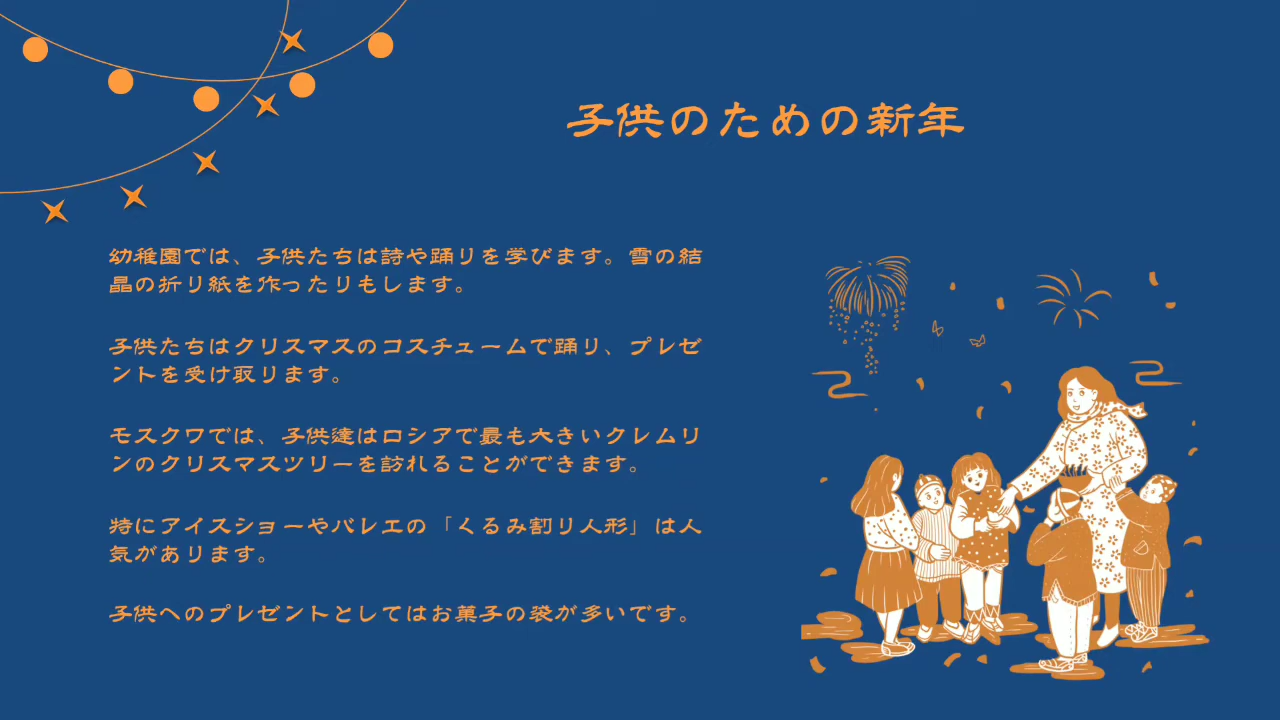 子供のための新年
幼稚園では、子供たちは詩や踊りを学びます。雪の結
晶の折り紙を作ったりもします。
子供たちはクリスマスのコスチュームで踊り、プレゼ
ントを受け取ります。
モスクワでは、子供達はロシアで最も大きいクレムリ
ンのクリスマスツリーを訪れることができます。
特にアイスショーやバレエの「くるみ割り人形」は人
気があります。
子供へのプレゼントとしてはお菓子の袋が多いです。